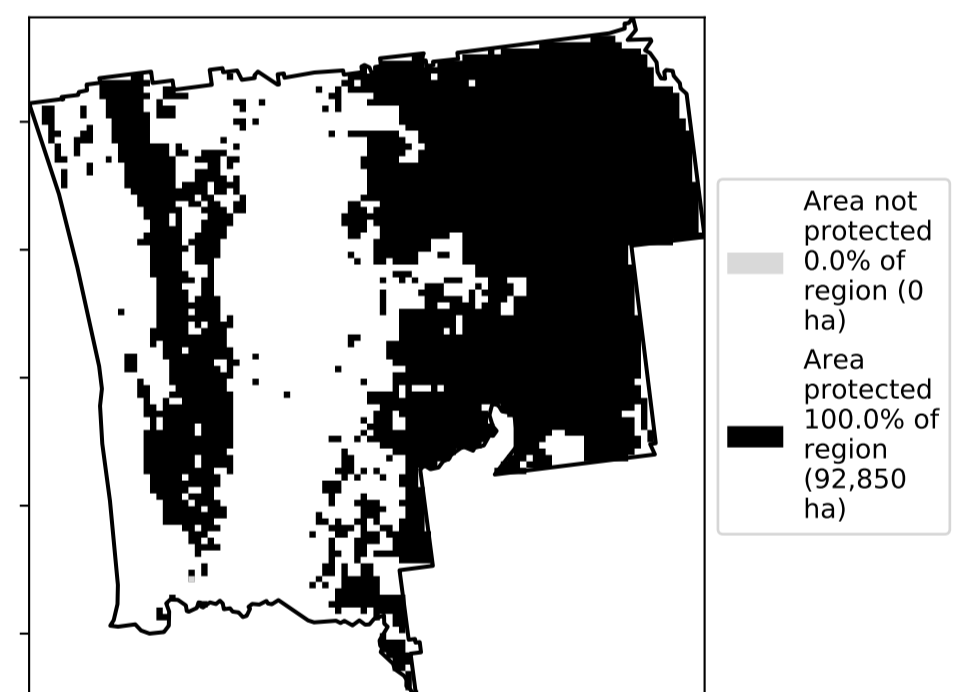 Area not
protected
0.0% of
region (0
ha)
Area
protected
100.0% of
region
(92,850
ha)